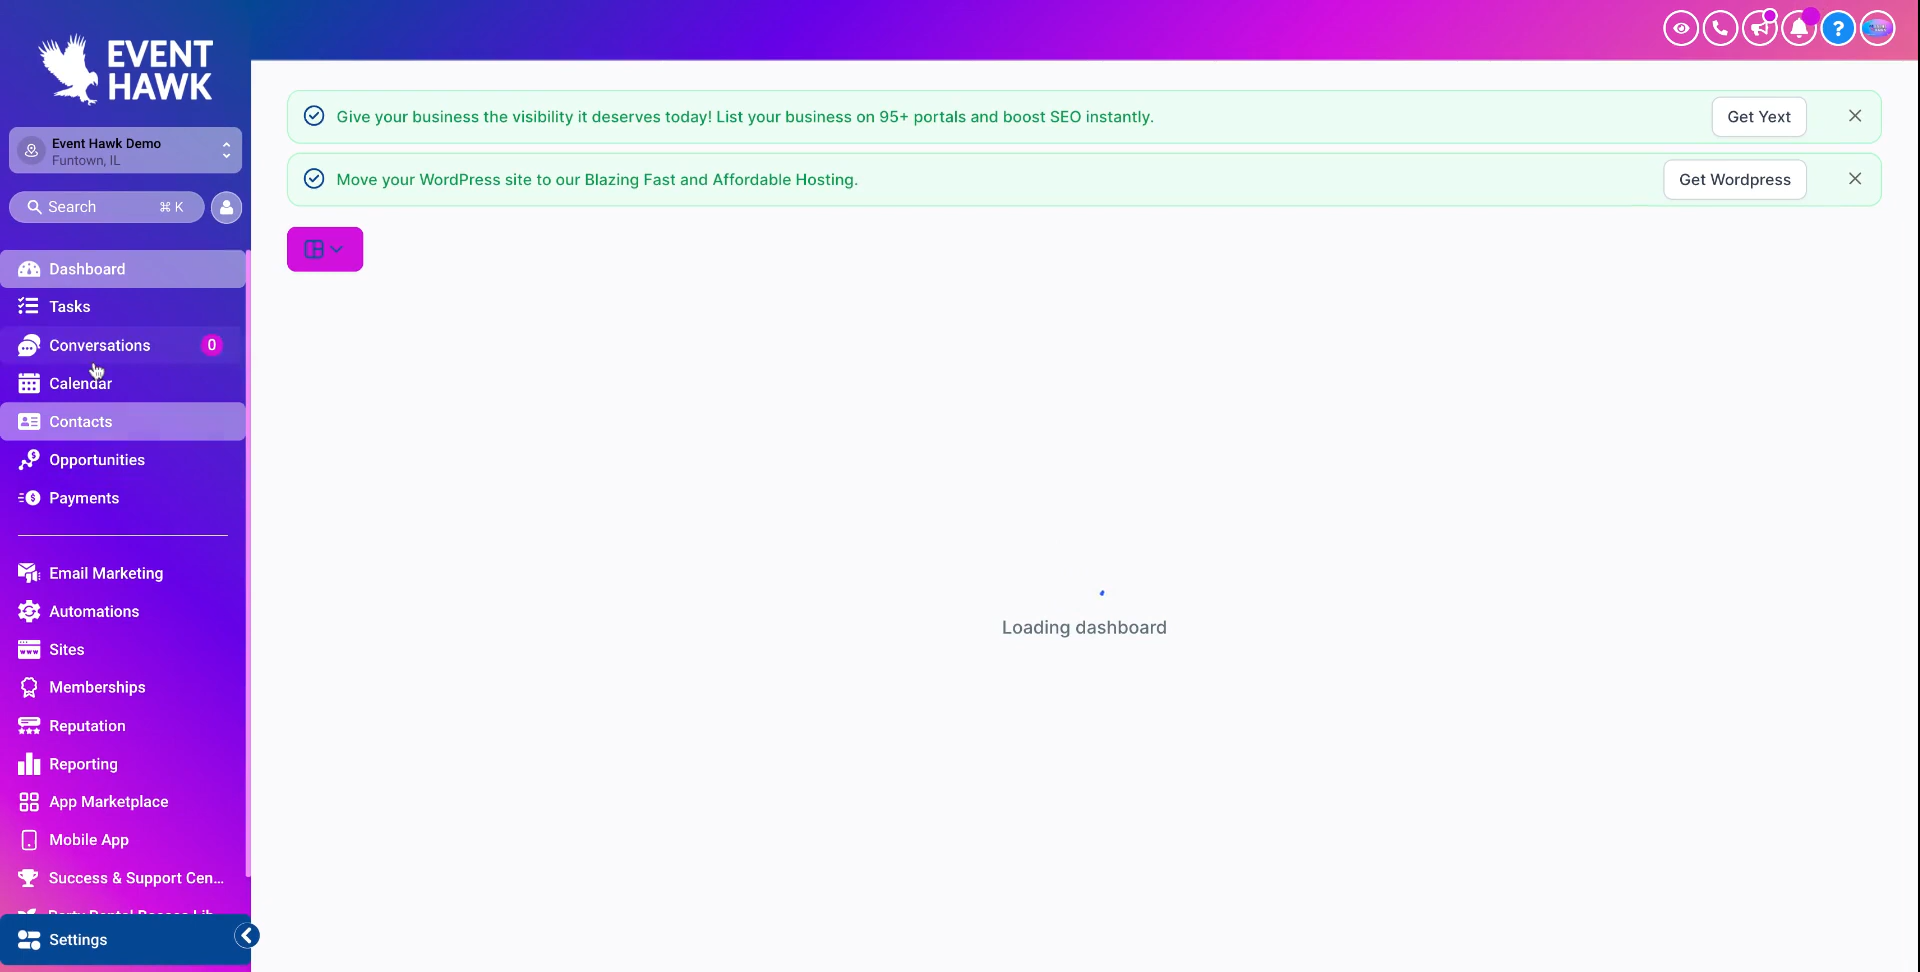 EVENT
HAWK
Event Hawk Demo
Funtown, IL
Search ⌘ K
Dashboard
Tasks
Conversations 0
Calendar
Contacts
Opportunities
Payments
Email Marketing
Automations
Sites
Memberships
Reputation
Reporting
App Marketplace
Mobile App
Success & Support Cen...
Settings
?
Give your business the visibility it deserves today! List your business on 95+ portals and boost SEO instantly.
Get Yext
Move your WordPress site to our Blazing Fast and Affordable Hosting.
Get Wordpress
Loading dashboard